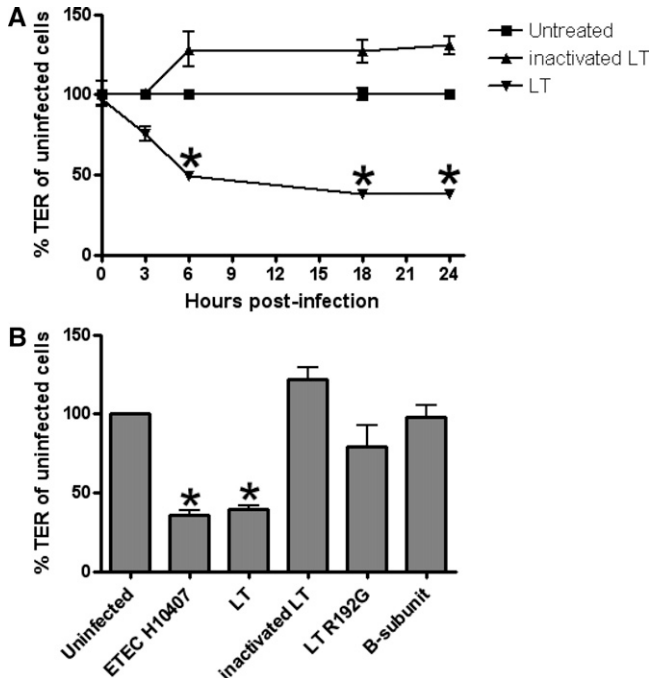 A
% TER of uninfected cells
150
100
50
0
0 3 6 9 12 15 18 21 24
Hours post-infection
Untreated
inactivated LT
LT
* * *
B
% TER of uninfected cells
150
100
50
0
* *
Uninfected
ETEC H10407
LT
inactivated LT
LT R192G
B-subunit